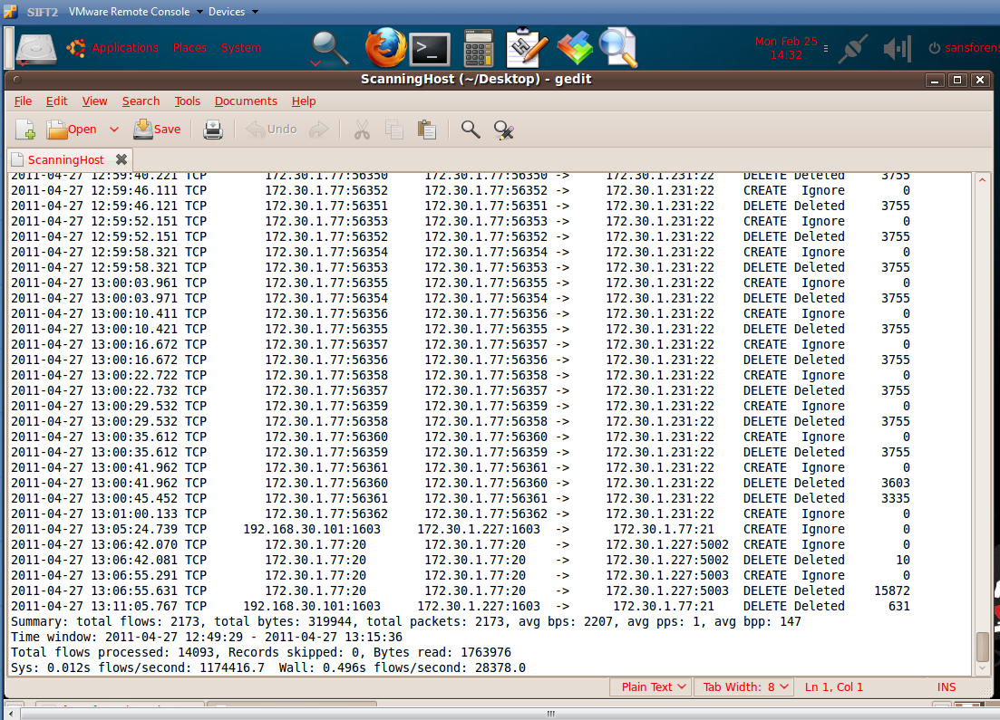 SIFT2 VMware Remote Console Devices
Applications Places System Mon Feb 25 14:32 sansforens
ScanningHost (~/Desktop) - gedit
File Edit View Search Tools Documents Help
Open Save Undo
ScanningHost
2011-04-27 12:59:40.221 TCP 172.30.1.77:56350 172.30.1.77:56350 -> 172.30.1.231:22 DELETE Deleted 3755
2011-04-27 12:59:46.111 TCP 172.30.1.77:56352 172.30.1.77:56352 -> 172.30.1.231:22 CREATE Ignore 0
2011-04-27 12:59:46.121 TCP 172.30.1.77:56351 172.30.1.77:56351 -> 172.30.1.231:22 DELETE Deleted 3755
2011-04-27 12:59:52.151 TCP 172.30.1.77:56353 172.30.1.77:56353 -> 172.30.1.231:22 CREATE Ignore 0
2011-04-27 12:59:52.151 TCP 172.30.1.77:56352 172.30.1.77:56352 -> 172.30.1.231:22 DELETE Deleted 3755
2011-04-27 12:59:58.321 TCP 172.30.1.77:56354 172.30.1.77:56354 -> 172.30.1.231:22 CREATE Ignore 0
2011-04-27 12:59:58.321 TCP 172.30.1.77:56353 172.30.1.77:56353 -> 172.30.1.231:22 DELETE Deleted 3755
2011-04-27 13:00:03.961 TCP 172.30.1.77:56355 172.30.1.77:56355 -> 172.30.1.231:22 CREATE Ignore 0
2011-04-27 13:00:03.971 TCP 172.30.1.77:56354 172.30.1.77:56354 -> 172.30.1.231:22 DELETE Deleted 3755
2011-04-27 13:00:10.411 TCP 172.30.1.77:56356 172.30.1.77:56356 -> 172.30.1.231:22 CREATE Ignore 0
2011-04-27 13:00:10.421 TCP 172.30.1.77:56355 172.30.1.77:56355 -> 172.30.1.231:22 DELETE Deleted 3755
2011-04-27 13:00:16.672 TCP 172.30.1.77:56357 172.30.1.77:56357 -> 172.30.1.231:22 CREATE Ignore 0
2011-04-27 13:00:16.672 TCP 172.30.1.77:56356 172.30.1.77:56356 -> 172.30.1.231:22 DELETE Deleted 3755
2011-04-27 13:00:22.722 TCP 172.30.1.77:56358 172.30.1.77:56358 -> 172.30.1.231:22 CREATE Ignore 0
2011-04-27 13:00:22.732 TCP 172.30.1.77:56357 172.30.1.77:56357 -> 172.30.1.231:22 DELETE Deleted 3755
2011-04-27 13:00:29.532 TCP 172.30.1.77:56359 172.30.1.77:56359 -> 172.30.1.231:22 CREATE Ignore 0
2011-04-27 13:00:29.532 TCP 172.30.1.77:56358 172.30.1.77:56358 -> 172.30.1.231:22 DELETE Deleted 3755
2011-04-27 13:00:35.612 TCP 172.30.1.77:56360 172.30.1.77:56360 -> 172.30.1.231:22 CREATE Ignore 0
2011-04-27 13:00:35.612 TCP 172.30.1.77:56359 172.30.1.77:56359 -> 172.30.1.231:22 DELETE Deleted 3755
2011-04-27 13:00:41.962 TCP 172.30.1.77:56361 172.30.1.77:56361 -> 172.30.1.231:22 CREATE Ignore 0
2011-04-27 13:00:41.962 TCP 172.30.1.77:56360 172.30.1.77:56360 -> 172.30.1.231:22 DELETE Deleted 3603
2011-04-27 13:00:45.452 TCP 172.30.1.77:56361 172.30.1.77:56361 -> 172.30.1.231:22 DELETE Deleted 3335
2011-04-27 13:01:00.133 TCP 172.30.1.77:56362 172.30.1.77:56362 -> 172.30.1.231:22 CREATE Ignore 0
2011-04-27 13:05:24.739 TCP 192.168.30.101:1603 172.30.1.227:1603 -> 172.30.1.77:21 CREATE Ignore 0
2011-04-27 13:06:42.070 TCP 172.30.1.77:20 172.30.1.77:20 -> 172.30.1.227:5002 CREATE Ignore 0
2011-04-27 13:06:42.081 TCP 172.30.1.77:20 172.30.1.77:20 -> 172.30.1.227:5002 DELETE Deleted 10
2011-04-27 13:06:55.291 TCP 172.30.1.77:20 172.30.1.77:20 -> 172.30.1.227:5003 CREATE Ignore 0
2011-04-27 13:06:55.631 TCP 172.30.1.77:20 172.30.1.77:20 -> 172.30.1.227:5003 DELETE Deleted 15872
2011-04-27 13:11:05.767 TCP 192.168.30.101:1603 172.30.1.227:1603 -> 172.30.1.77:21 DELETE Deleted 631
Summary: total flows: 2173, total bytes: 319944, total packets: 2173, avg bps: 2207, avg pps: 1, avg bpp: 147
Time window: 2011-04-27 12:49:29 - 2011-04-27 13:15:36
Total flows processed: 14093, Records skipped: 0, Bytes read: 1763976
Sys: 0.012s flows/second: 1174416.7 Wall: 0.496s flows/second: 28378.0
Plain Text Tab Width: 8 Ln 1, Col 1 INS